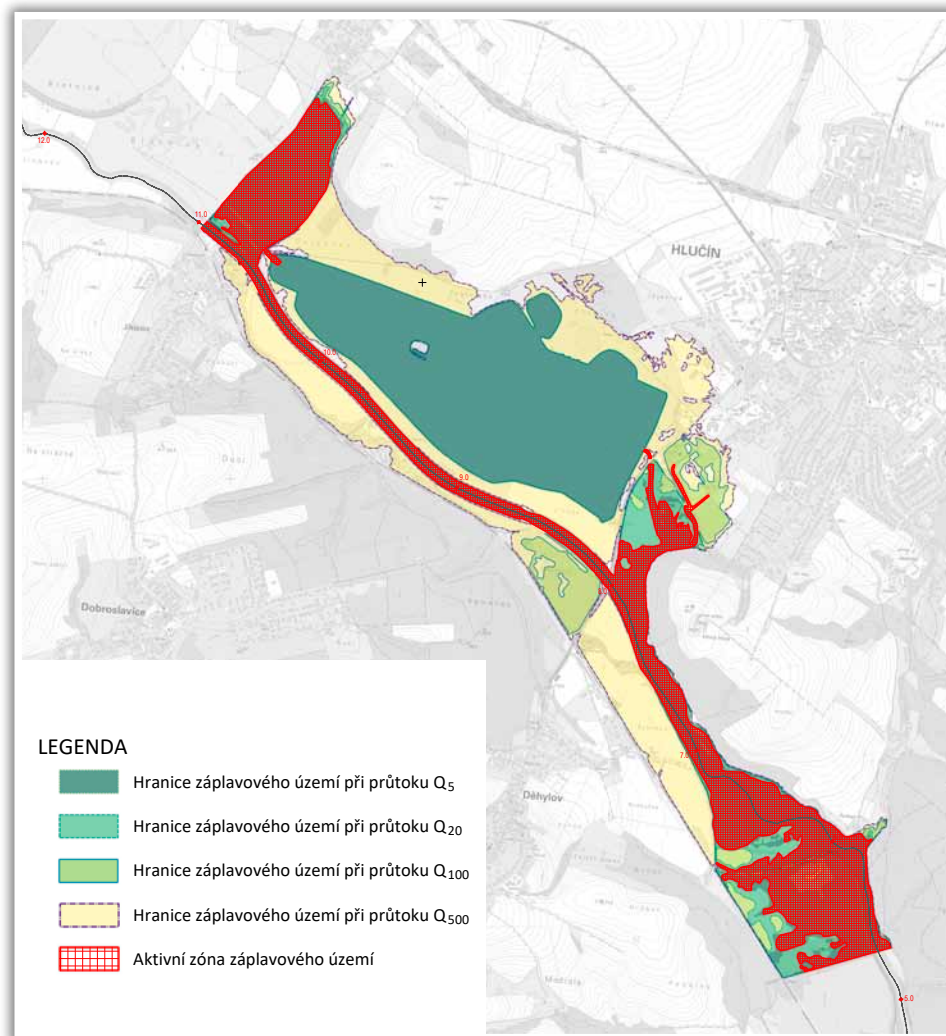 12.0
11.0
HLUČÍN
10.0
9.0
Dobroslavice
7.0
Děhylov
5.0
LEGENDA
Hranice záplavového území při průtoku Q5
Hranice záplavového území při průtoku Q20
Hranice záplavového území při průtoku Q100
Hranice záplavového území při průtoku Q500
Aktivní zóna záplavového území